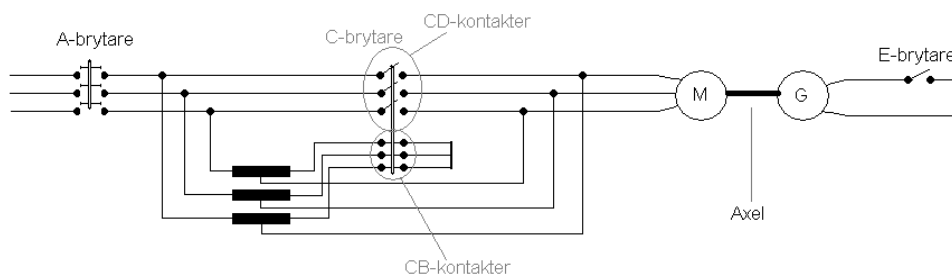 CD-kontakter
C-brytare
A-brytare
E-brytare
M
G
Axel
CB-kontakter